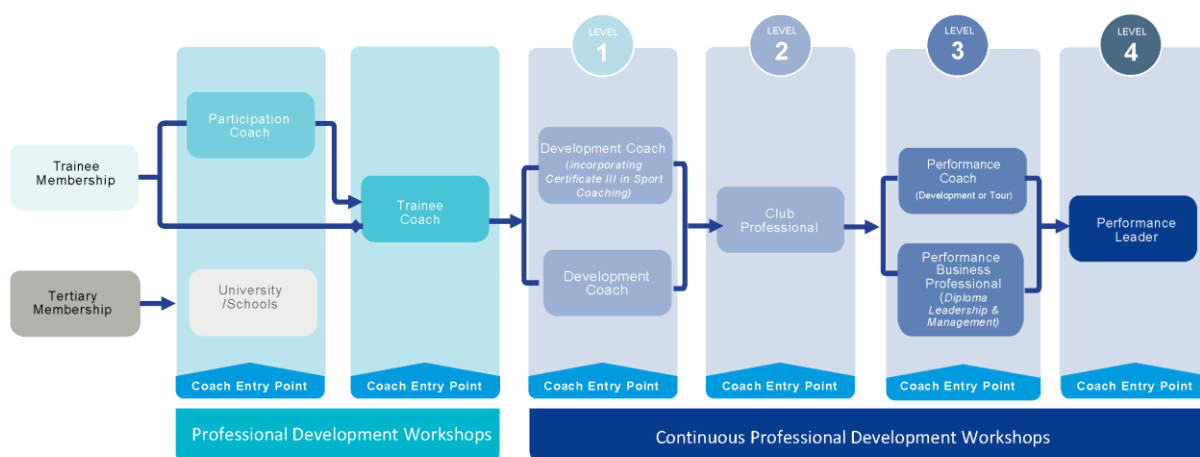 LEVEL
1
LEVEL
2
LEVEL
3
LEVEL
4
Trainee
Membership
Tertiary
Membership
Participation
Coach
University
/Schools
Trainee
Coach
Development Coach
(incorporating
Certificate III in Sport
Coaching)
Development
Coach
Club
Professional
Performance
Coach
(Development or Tour)
Performance
Business
Professional
(Diploma
Leadership &
Management)
Performance
Leader
Coach Entry Point
Coach Entry Point
Coach Entry Point
Coach Entry Point
Coach Entry Point
Coach Entry Point
Professional Development Workshops
Continuous Professional Development Workshops